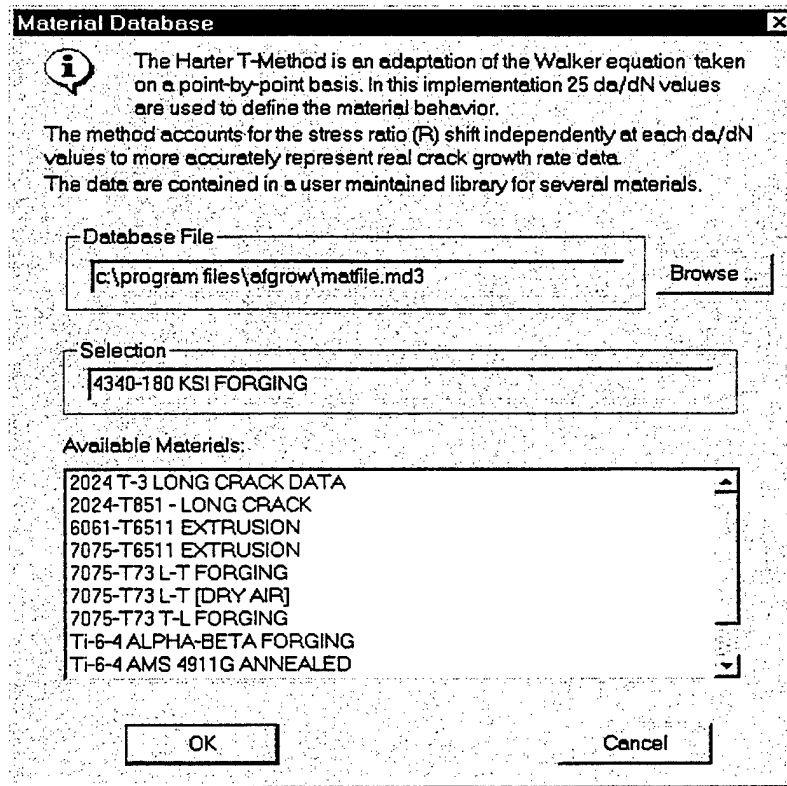 Material Database
The Harter T-Method is an adaptation of the Walker equation taken
on a point-by-point basis. In this implementation 25 da/dN values
are used to define the material behavior.
The method accounts for the stress ratio (R) shift independently at each da/dN
values to more accurately represent real crack growth rate data.
The data are contained in a user maintained library for several materials.
Database File
c:\program files\afgrow\matfile.md3
Browse ...
Selection
4340-180 KSI FORGING
Available Materials:
2024 T-3 LONG CRACK DATA
2024-T851 - LONG CRACK
6061-T6511 EXTRUSION
7075-T6511 EXTRUSION
7075-T73 L-T FORGING
7075-T73 L-T [DRY AIR]
7075-T73 T-L FORGING
Ti-6-4 ALPHA-BETA FORGING
Ti-6-4 AMS 4911G ANNEALED
OK
Cancel